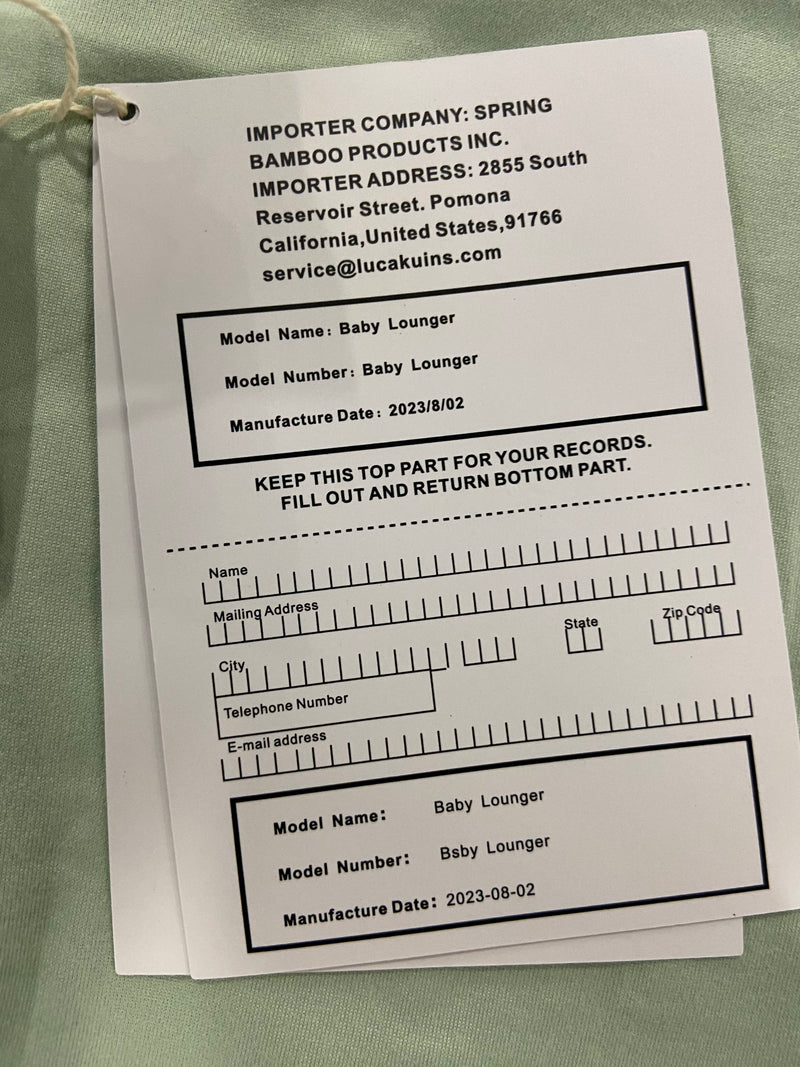 IMPORTER COMPANY: SPRING
BAMBOO PRODUCTS INC.
IMPORTER ADDRESS: 2855 South
Reservoir Street. Pomona
California,United States,91766
service@lucakuins.com
Model Name: Baby Lounger
Model Number: Baby Lounger
Manufacture Date: 2023/8/02
KEEP THIS TOP PART FOR YOUR RECORDS.
FILL OUT AND RETURN BOTTOM PART.
Name
Mailing Address
City State Zip Code
Telephone Number
E-mail address
Model Name: Baby Lounger
Model Number: Bsby Lounger
Manufacture Date: 2023-08-02